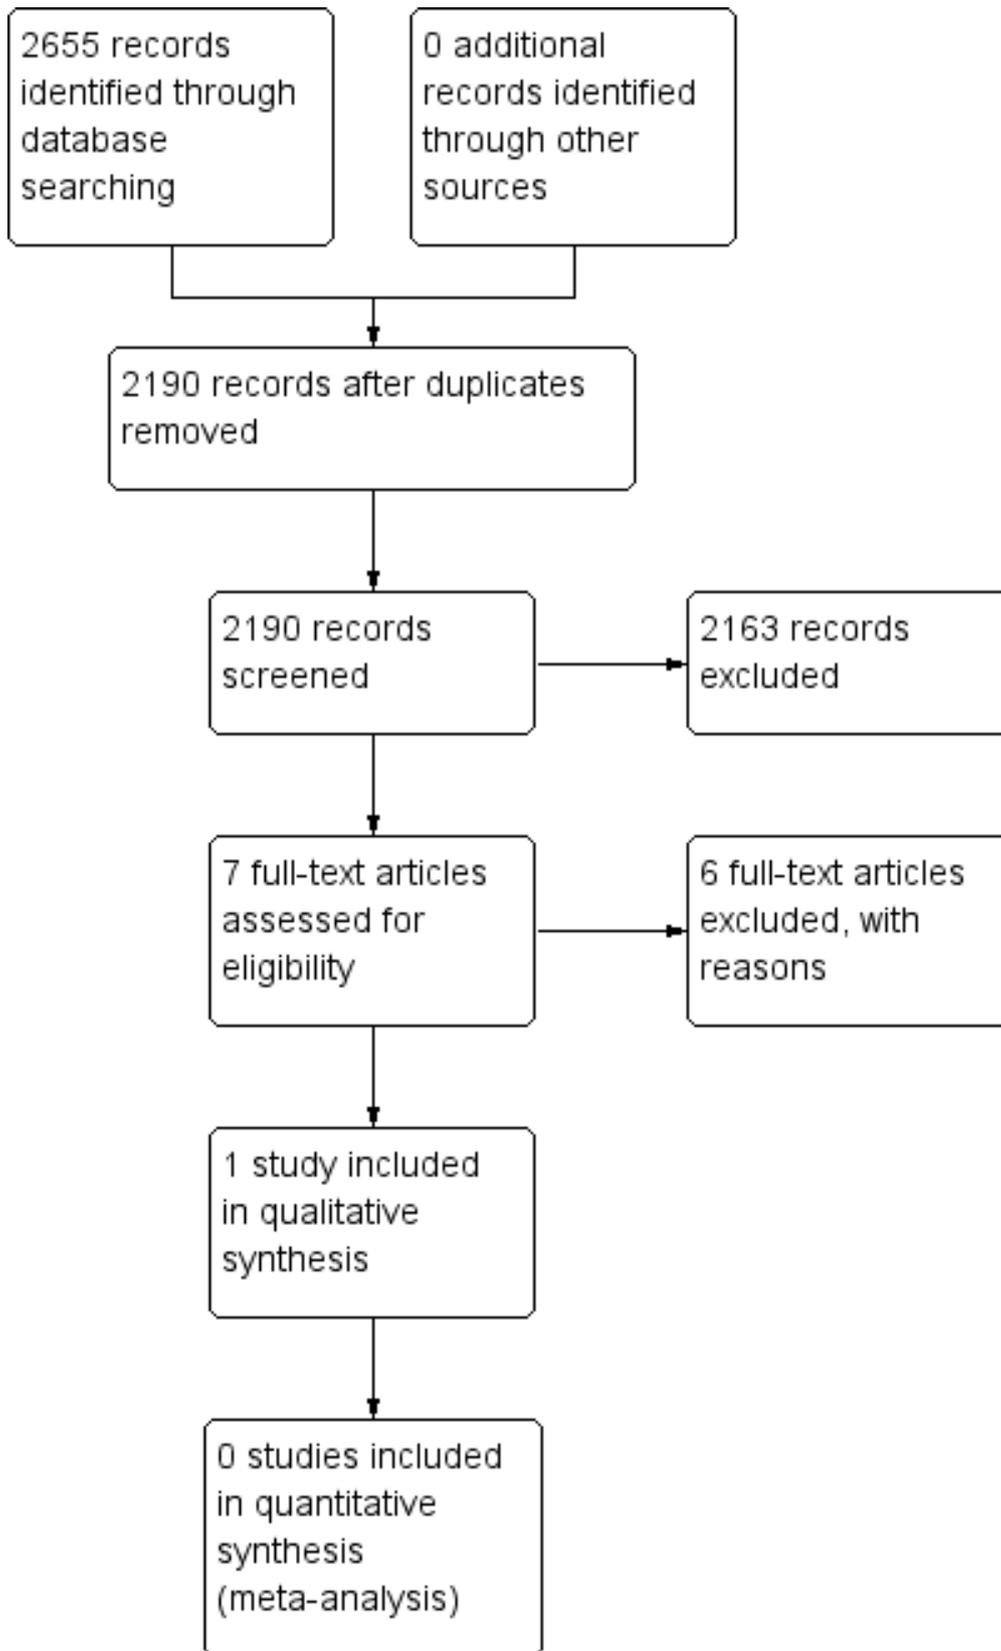 2655 records
identified through
database
searching
0 additional
records identified
through other
sources
2190 records after duplicates
removed
2190 records
screened
2163 records
excluded
7 full-text articles
assessed for
eligibility
6 full-text articles
excluded, with
reasons
1 study included
in qualitative
synthesis
0 studies included
in quantitative
synthesis
(meta-analysis)